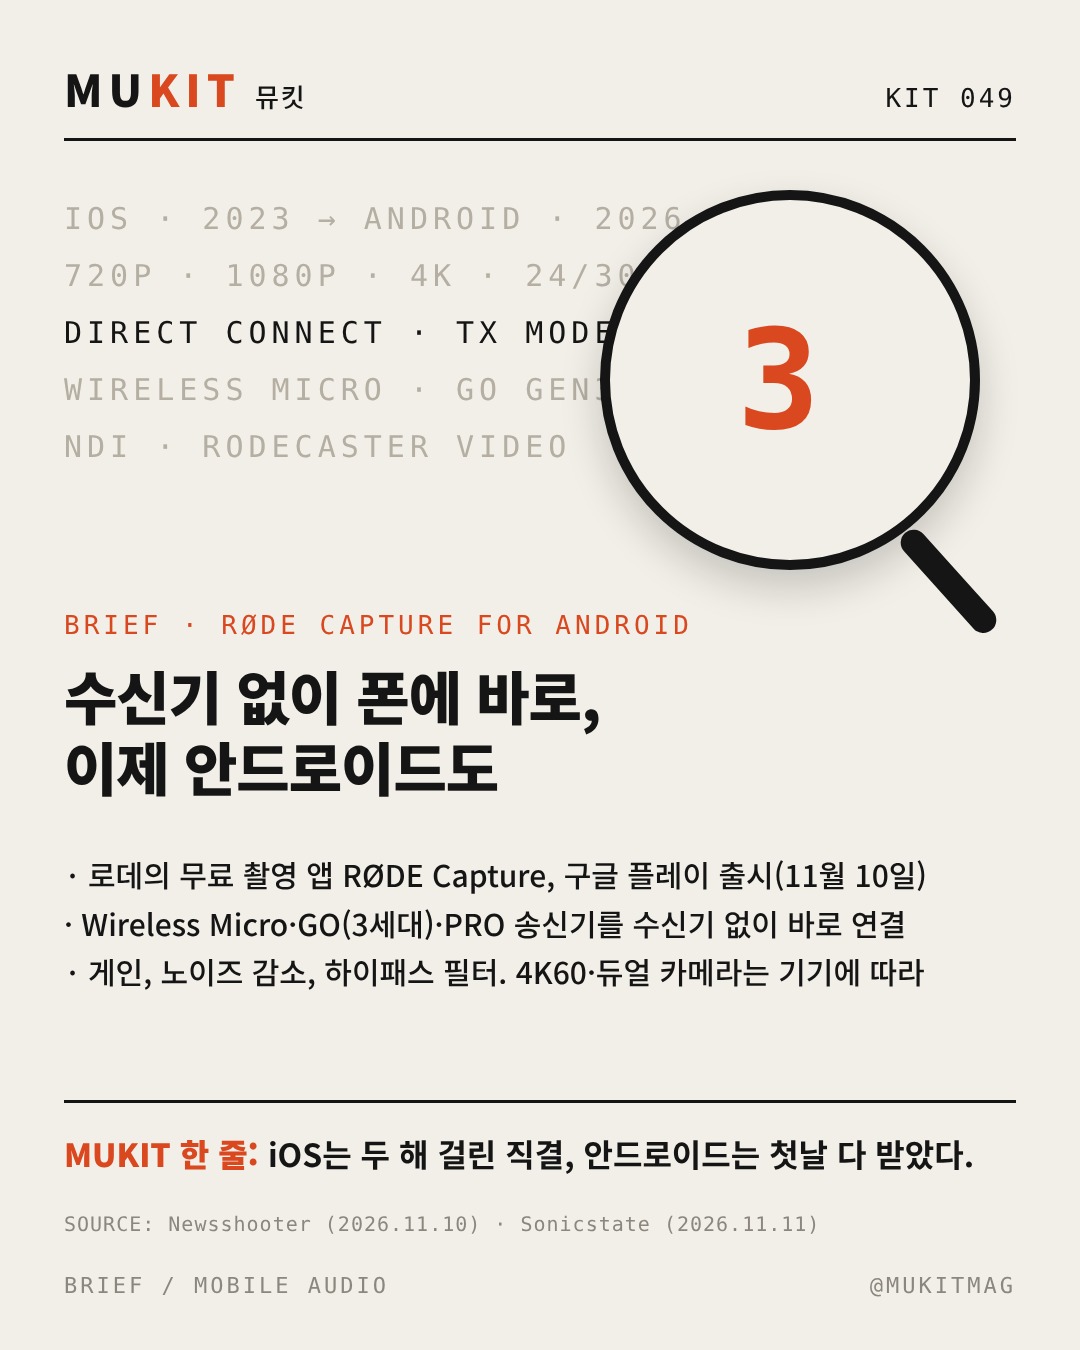 MUKIT 뮤킷
KIT 049
IOS · 2023 → ANDROID · 2026
720P · 1080P · 4K · 24/30
DIRECT CONNECT · TX MODE
WIRELESS MICRO · GO GEN3
NDI · RODECASTER VIDEO
3
BRIEF · RØDE CAPTURE FOR ANDROID
수신기 없이 폰에 바로,
이제 안드로이드도
· 로데의 무료 촬영 앱 RØDE Capture, 구글 플레이 출시(11월 10일)
· Wireless Micro·GO(3세대)·PRO 송신기를 수신기 없이 바로 연결
· 게인, 노이즈 감소, 하이패스 필터. 4K60·듀얼 카메라는 기기에 따라
MUKIT 한 줄: iOS는 두 해 걸린 직결, 안드로이드는 첫날 다 받았다.
SOURCE: Newsshooter (2026.11.10) · Sonicstate (2026.11.11)
BRIEF / MOBILE AUDIO
@MUKITMAG